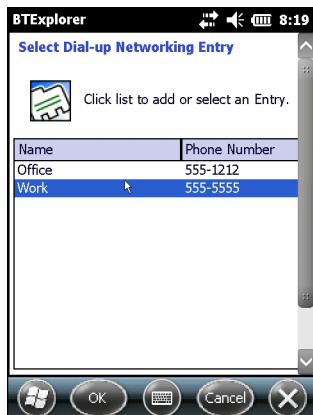 BTExplorer 8:19
Select Dial-up Networking Entry
Click list to add or select an Entry.
Name Phone Number
Office 555-1212
Work 555-5555
OK Cancel